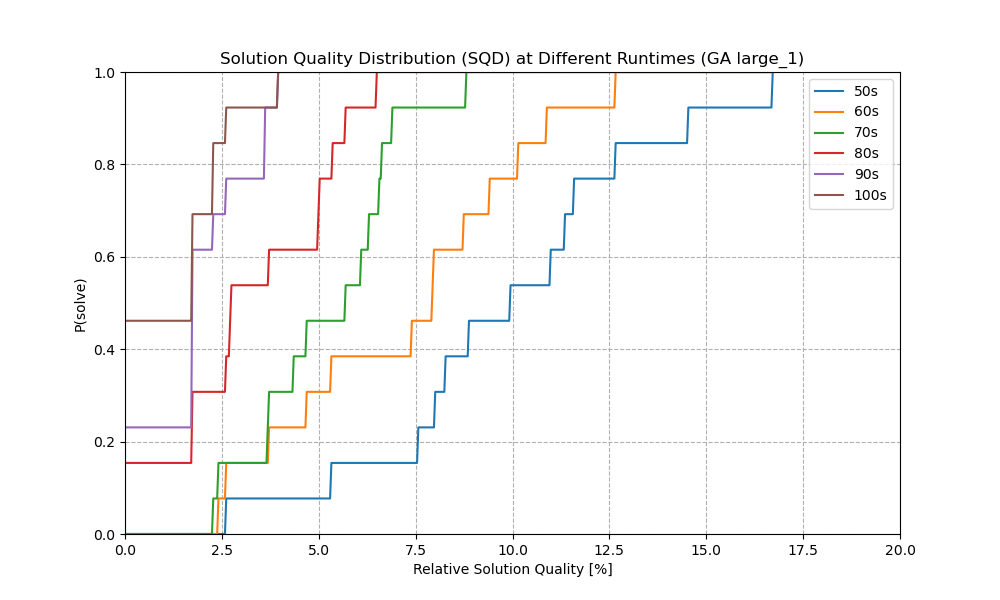 Solution Quality Distribution (SQD) at Different Runtimes (GA large_1)
1.0
0.8
0.6
0.4
0.2
0.0
P(solve)
50s
60s
70s
80s
90s
100s
0.0 2.5 5.0 7.5 10.0 12.5 15.0 17.5 20.0
Relative Solution Quality [%]